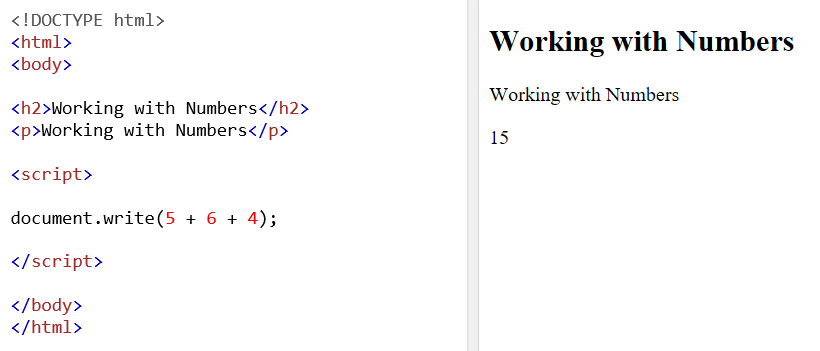 <!DOCTYPE html>
<html>
<body>
<h2>Working with Numbers</h2>
<p>Working with Numbers</p>
<script>
document.write(5 + 6 + 4);
</script>
</body>
</html>
Working with Numbers
Working with Numbers
15